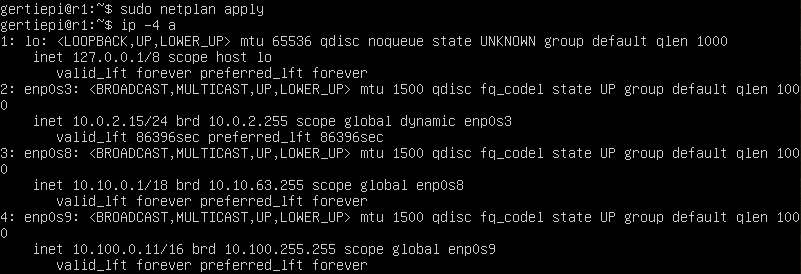 gertiepi@r1:~$ sudo netplan apply
gertiepi@r1:~$ ip -4 a
1: lo: <LOOPBACK,UP,LOWER_UP> mtu 65536 qdisc noqueue state UNKNOWN group default qlen 1000
    inet 127.0.0.1/8 scope host lo
       valid_lft forever preferred_lft forever
2: enp0s3: <BROADCAST,MULTICAST,UP,LOWER_UP> mtu 1500 qdisc fq_codel state UP group default qlen 100
0
    inet 10.0.2.15/24 brd 10.0.2.255 scope global dynamic enp0s3
       valid_lft 86396sec preferred_lft 86396sec
3: enp0s8: <BROADCAST,MULTICAST,UP,LOWER_UP> mtu 1500 qdisc fq_codel state UP group default qlen 100
0
    inet 10.10.0.1/18 brd 10.10.63.255 scope global enp0s8
       valid_lft forever preferred_lft forever
4: enp0s9: <BROADCAST,MULTICAST,UP,LOWER_UP> mtu 1500 qdisc fq_codel state UP group default qlen 100
0
    inet 10.100.0.11/16 brd 10.100.255.255 scope global enp0s9
       valid_lft forever preferred_lft forever